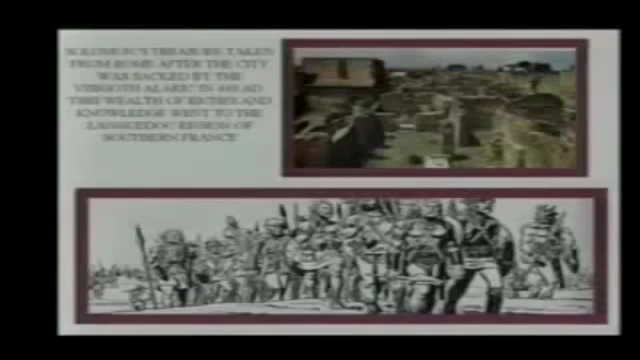 SOLOMON'S TREASURE TAKEN
FROM ROME AFTER THE CITY
WAS SACKED BY THE
VISIGOTH ALARIC IN AD
THIS WEALTH OF RICHES AND
KNOWLEDGE WENT TO THE
LANGUEDOC REGION OF
SOUTHERN FRANCE